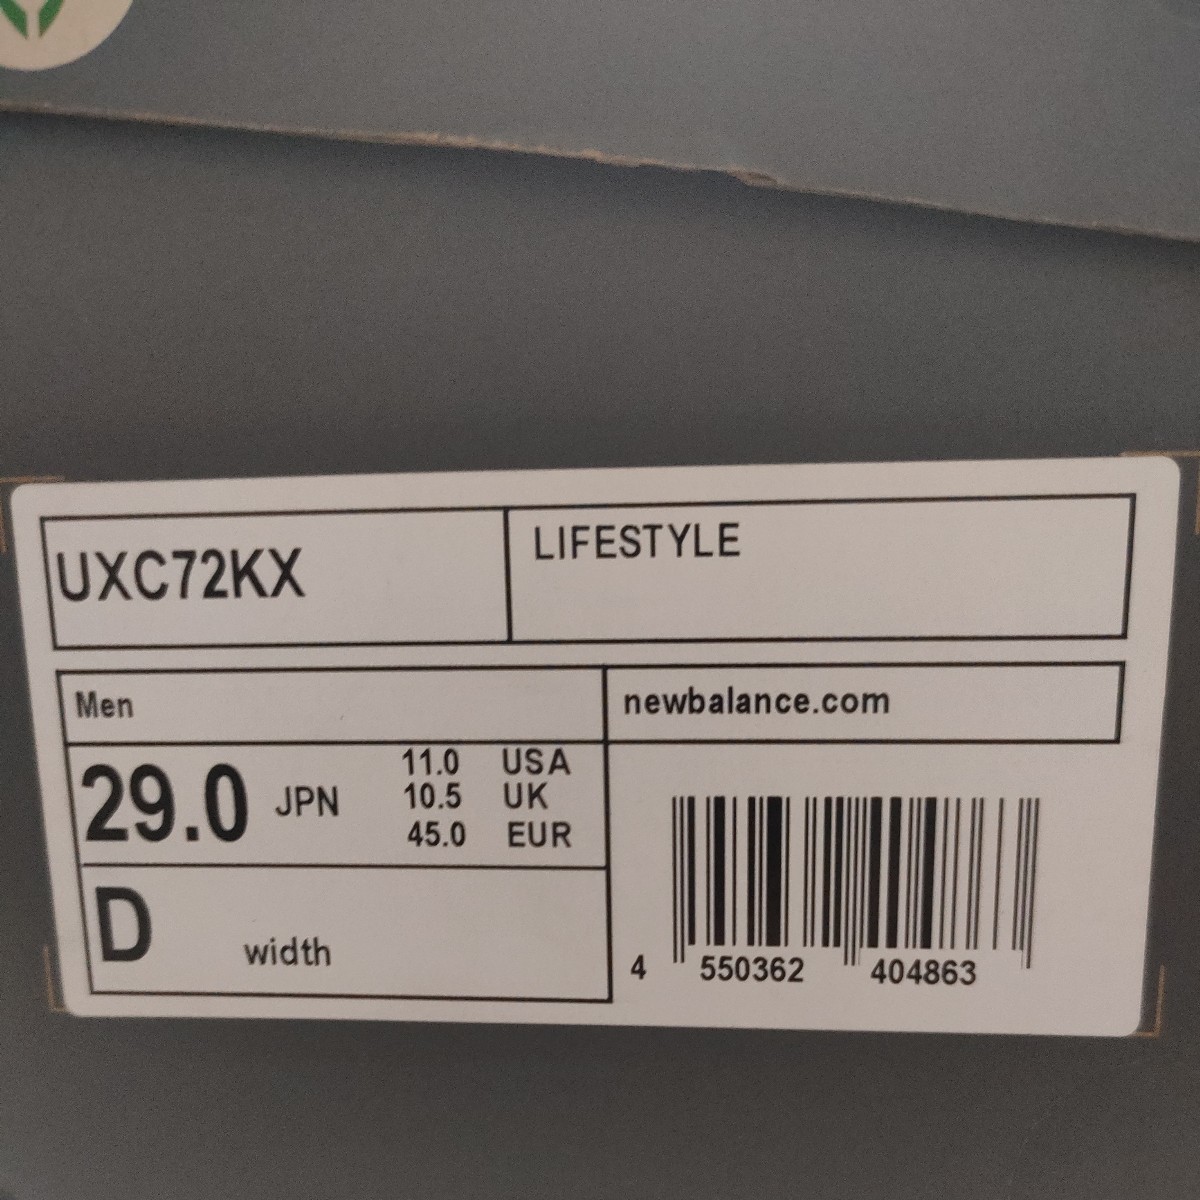 UXC72KX
LIFESTYLE
Men
newbalance.com
29.0 JPN
11.0 USA
10.5 UK
45.0 EUR
D width
4 550362 404863